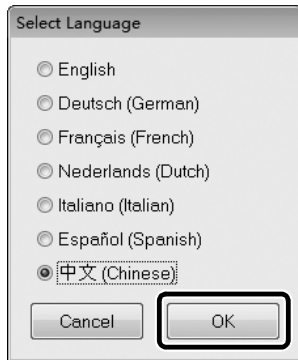 Select Language
English
Deutsch (German)
Français (French)
Nederlands (Dutch)
Italiano (Italian)
Español (Spanish)
中文 (Chinese)
Cancel OK